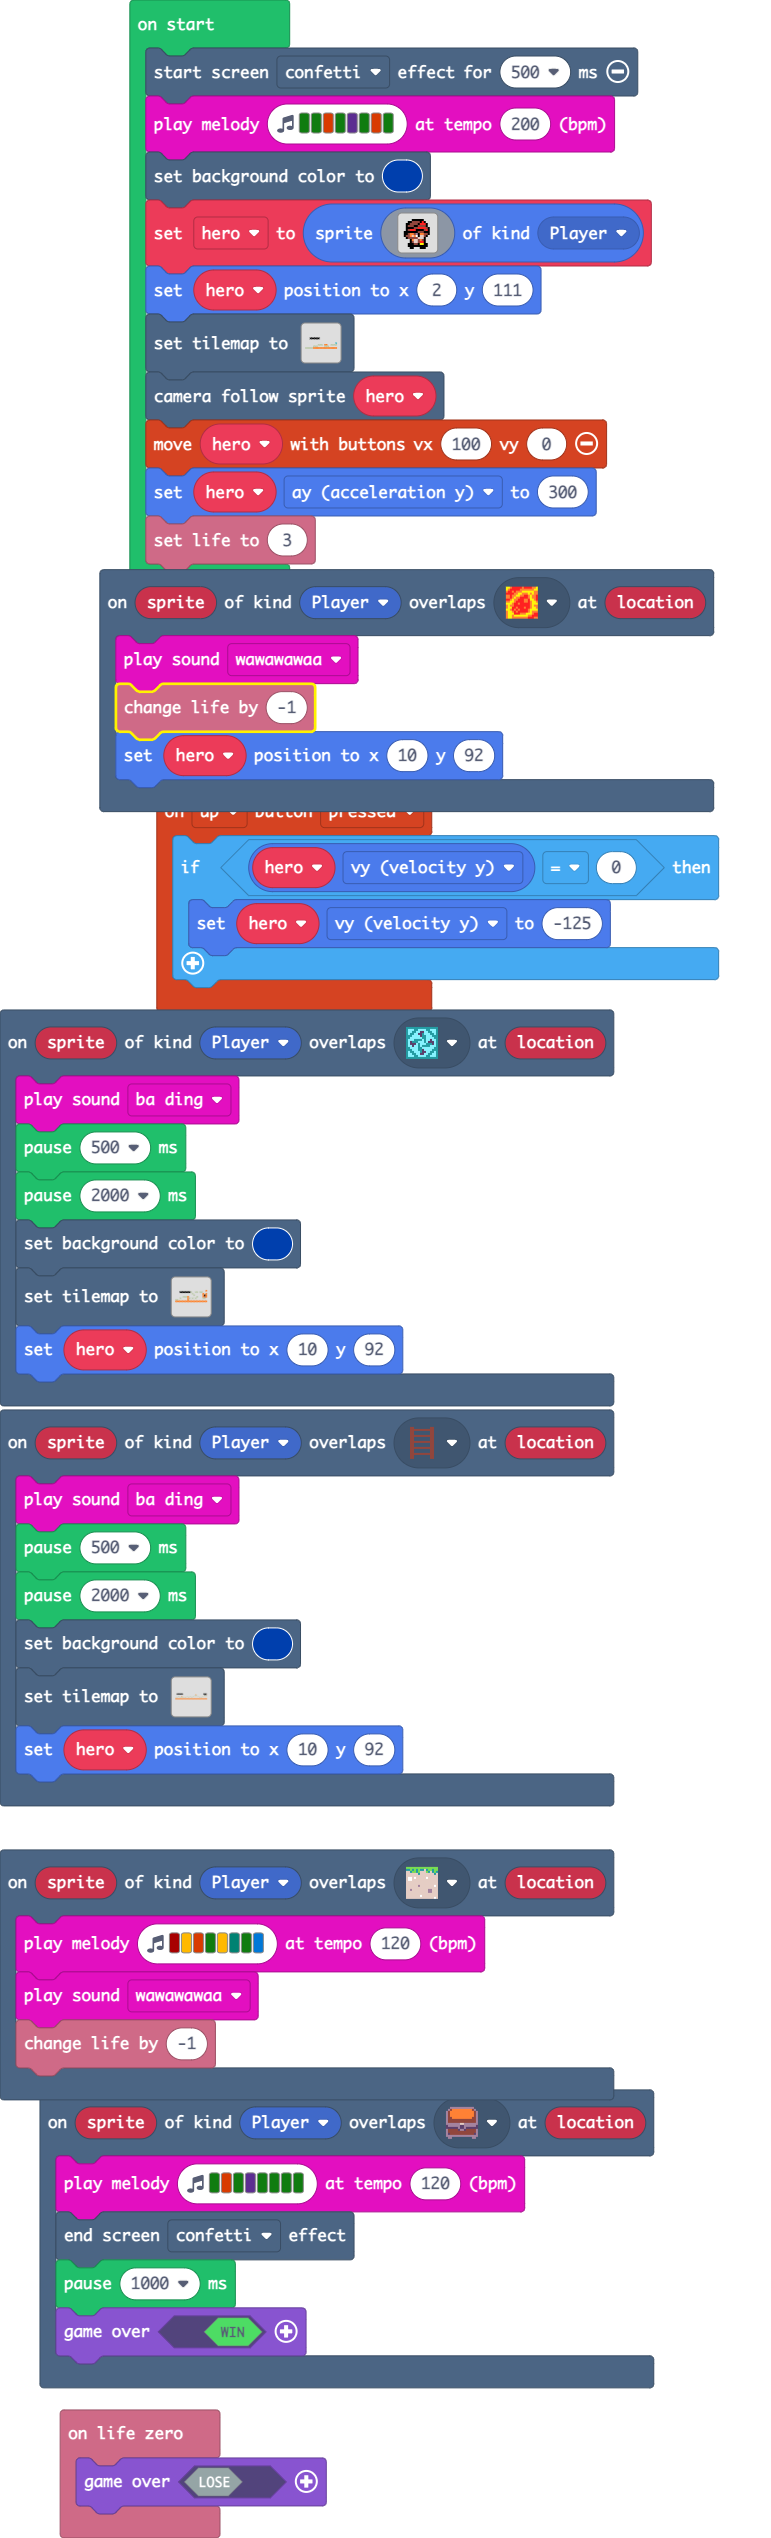 on start
start screen confetti effect for 500 ms
play melody at tempo 200 (bpm)
set background color to
set hero to sprite of kind Player
set hero position to x 2 y 111
set tilemap to
camera follow sprite hero
move hero with buttons vx 100 vy 0
set hero ay (acceleration y) to 300
set life to 3
on sprite of kind Player overlaps at location
play sound wawawawaa
change life by -1
set hero position to x 10 y 92
on up button pressed
if hero vy (velocity y) = 0 then
set hero vy (velocity y) to -125
on sprite of kind Player overlaps at location
play sound ba ding
pause 500 ms
pause 2000 ms
set background color to
set tilemap to
set hero position to x 10 y 92
on sprite of kind Player overlaps at location
play sound ba ding
pause 500 ms
pause 2000 ms
set background color to
set tilemap to
set hero position to x 10 y 92
on sprite of kind Player overlaps at location
play melody at tempo 120 (bpm)
play sound wawawawaa
change life by -1
on sprite of kind Player overlaps at location
play melody at tempo 120 (bpm)
end screen confetti effect
pause 1000 ms
game over WIN
on life zero
game over LOSE